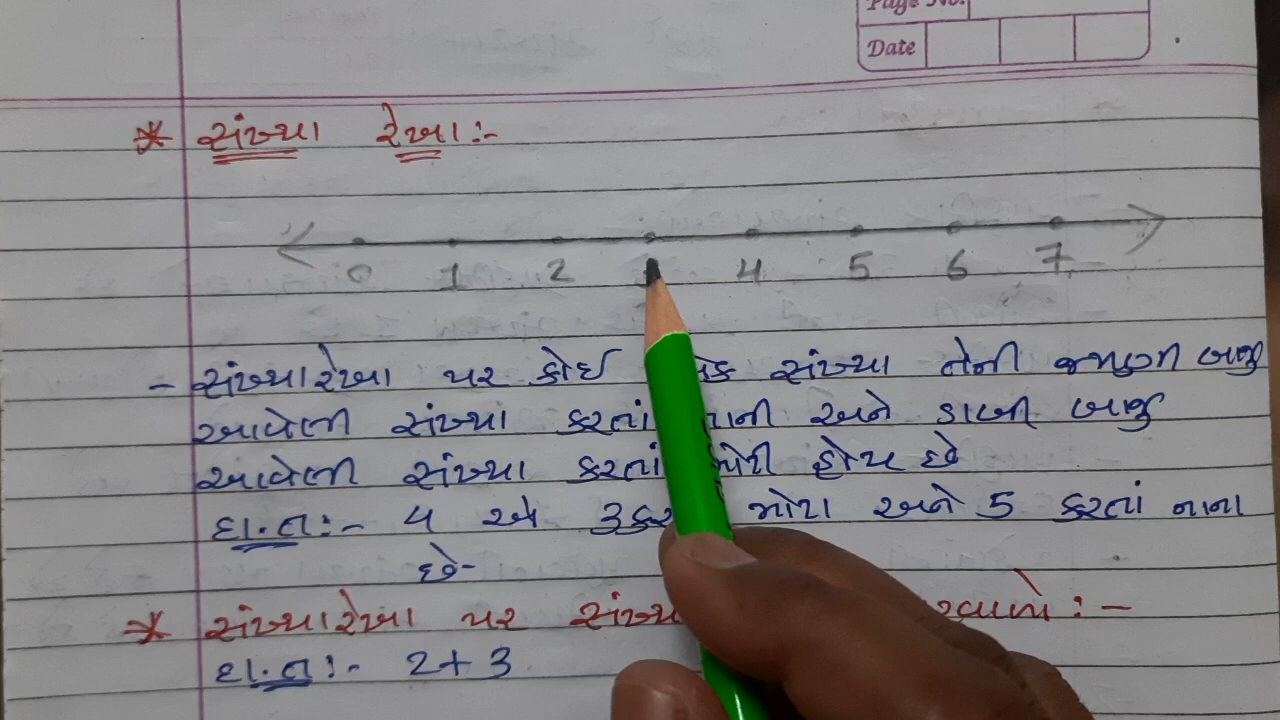 Page No.
Date
* સંખ્યા રેખા :-
0 1 2 4 5 6 7
- સંખ્યારેખા પર કોઈ સંખ્યા તેની જમણી બાજુ
આવેલી સંખ્યા કરતાં નાની અને ડાબી બાજુ
આવેલી સંખ્યા કરતાં મોટી હોય છે
દા.ત :- 4 એ 3 કર મોટા અને 5 કરતાં નાના
છે-
* સંખ્યારેખા પર :-
દા.ત :- 2 + 3